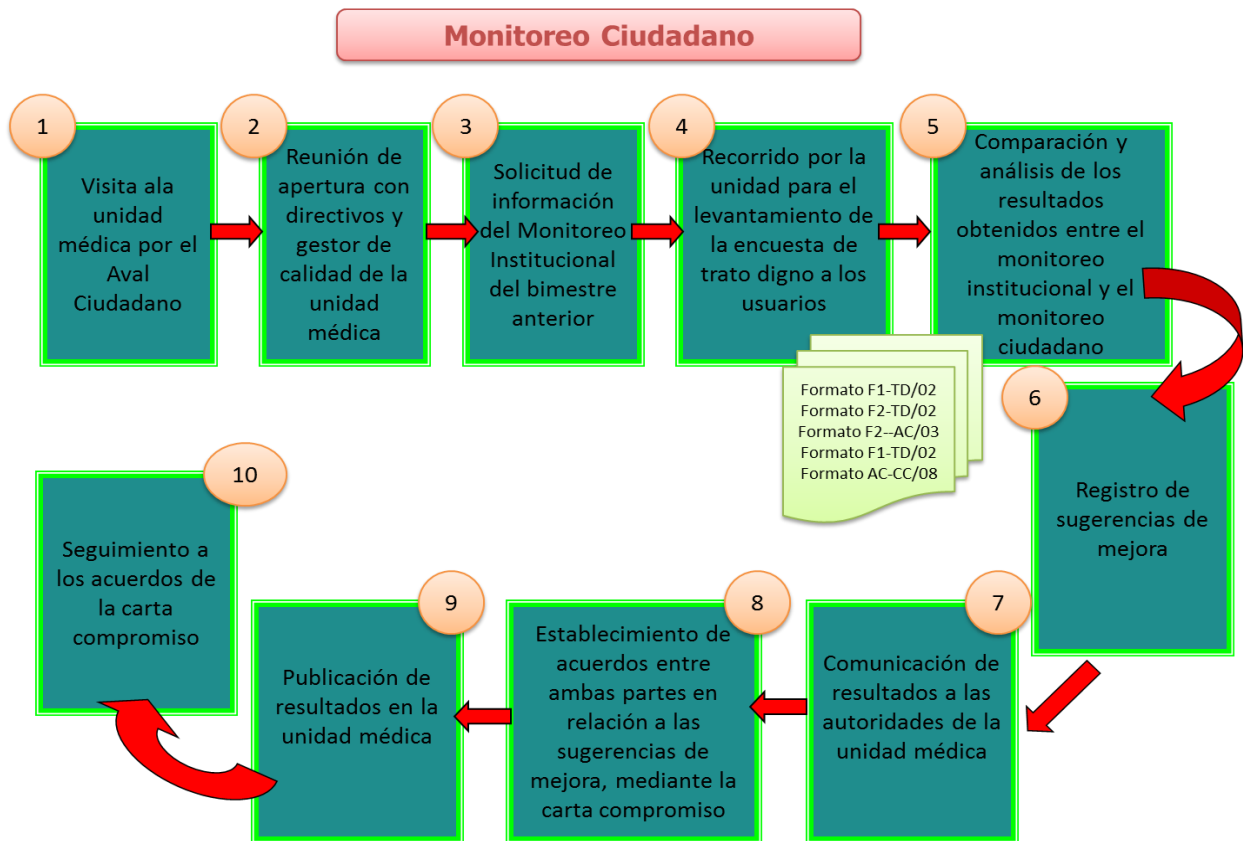 Monitoreo Ciudadano
1
Visita ala
unidad
médica por el
Aval
Ciudadano
2
Reunión de
apertura con
directivos y
gestor de
calidad de la
unidad
médica
3
Solicitud de
información
del Monitoreo
Institucional
del bimestre
anterior
4
Recorrido por la
unidad para el
levantamiento de
la encuesta de
trato digno a los
usuarios
Formato F1-TD/02
Formato F2-TD/02
Formato F2--AC/03
Formato F1-TD/02
Formato AC-CC/08
5
Comparación y
análisis de los
resultados
obtenidos entre el
monitoreo
institucional y el
monitoreo
ciudadano
6
Registro de
sugerencias de
mejora
7
Comunicación de
resultados a las
autoridades de la
unidad médica
8
Establecimiento de
acuerdos entre
ambas partes en
relación a las
sugerencias de
mejora, mediante la
carta compromiso
9
Publicación de
resultados en la
unidad médica
10
Seguimiento a
los acuerdos de
la carta
compromiso